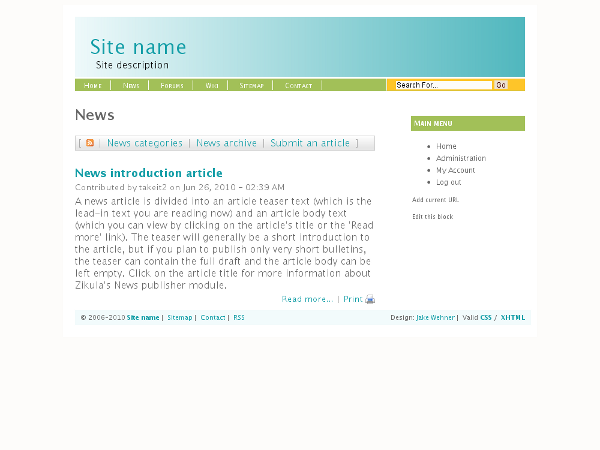 Site name
Site description
Home News Forums Wiki Sitemap Contact Search For... Go
News
[ | News categories | News archive | Submit an article ]
News introduction article
Contributed by takeit2 on Jun 26, 2010 - 02:39 AM
A news article is divided into an article teaser text (which is the
lead-in text you are reading now) and an article body text
(which you can view by clicking on the article's title or the 'Read
more' link). The teaser will generally be a short introduction to
the article, but if you plan to publish only very short bulletins,
the teaser can contain the full draft and the article body can be
left empty. Click on the article title for more information about
Zikula's News publisher module.
Read more... | Print
Main menu
Home
Administration
My Account
Log out
Add current URL
Edit this block
© 2006-2010 Site name | Sitemap | Contact | RSS
Design: Jake Wehner | Valid CSS / XHTML